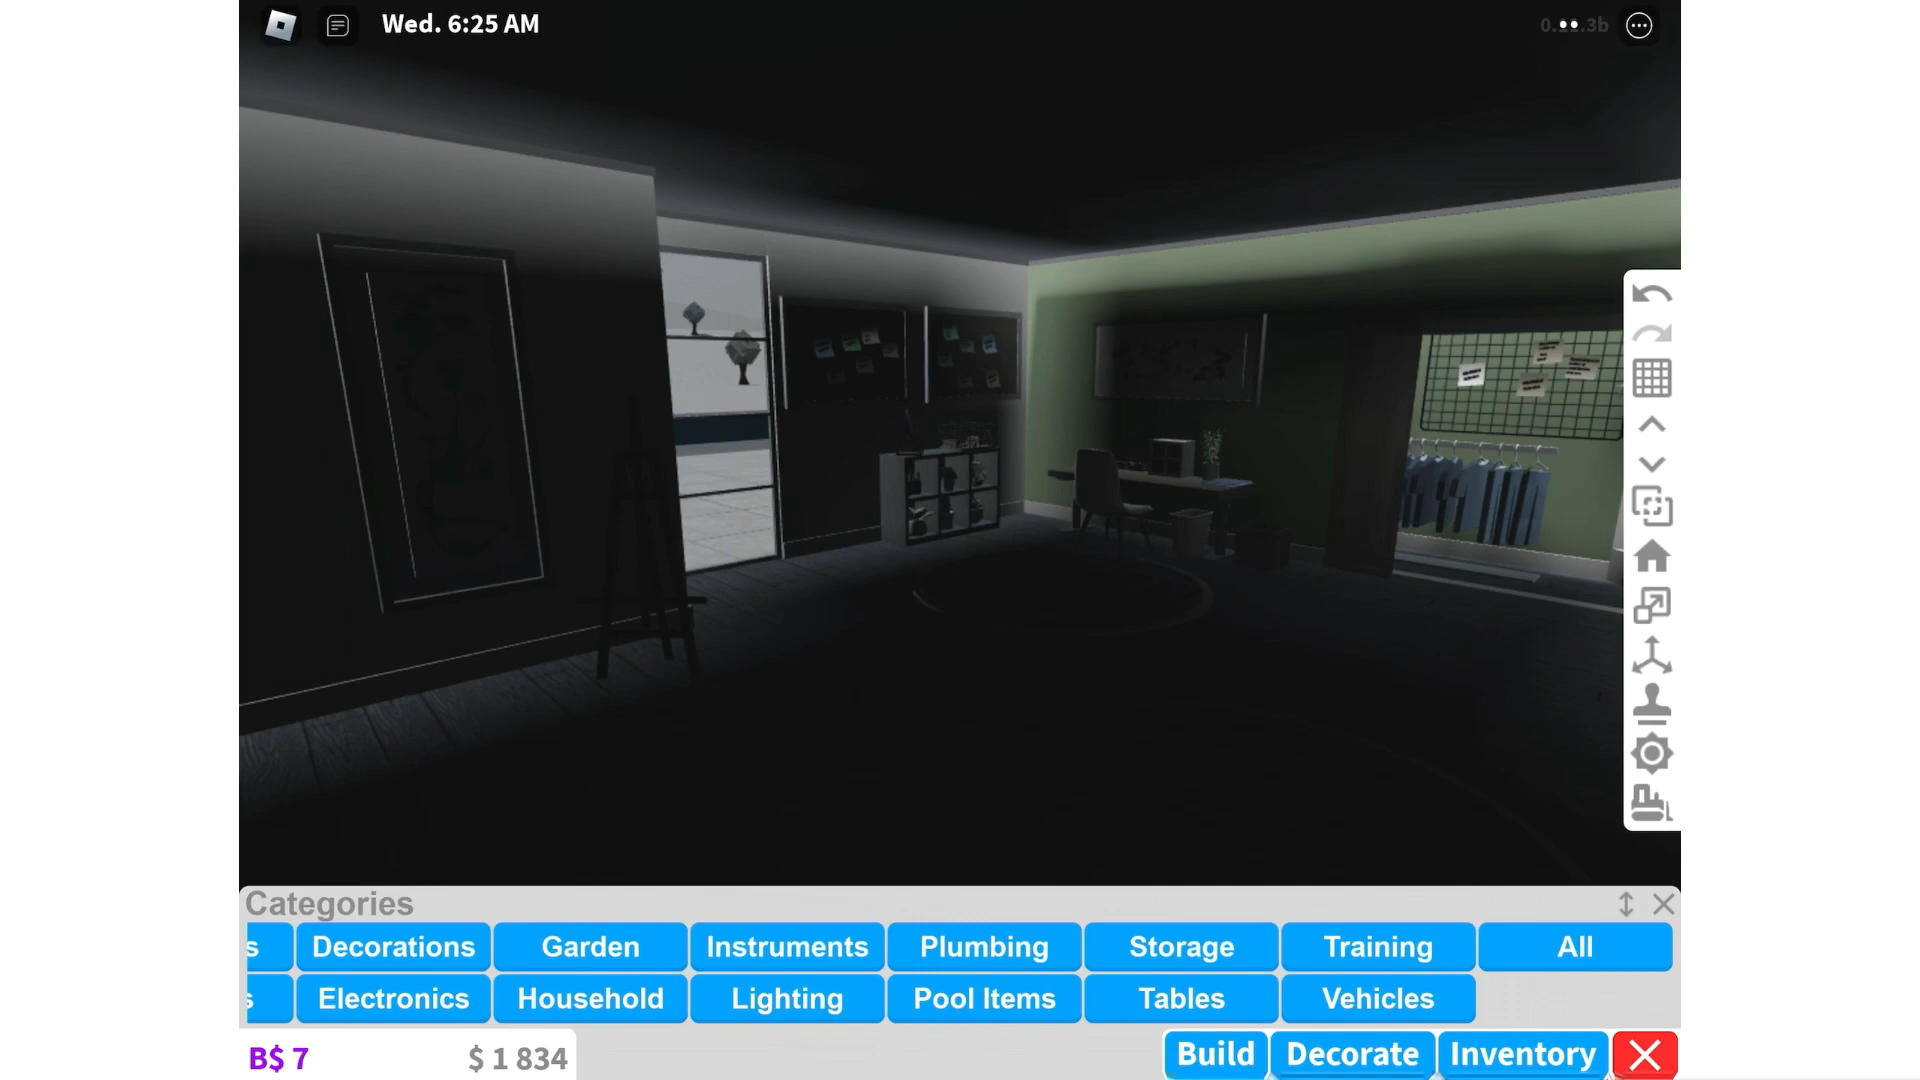 Wed. 6:25 AM
Categories
s
Decorations
Garden
Instruments
Plumbing
Storage
Training
All
s
Electronics
Household
Lighting
Pool Items
Tables
Vehicles
B$ 7
$ 1 834
Build
Decorate
Inventory